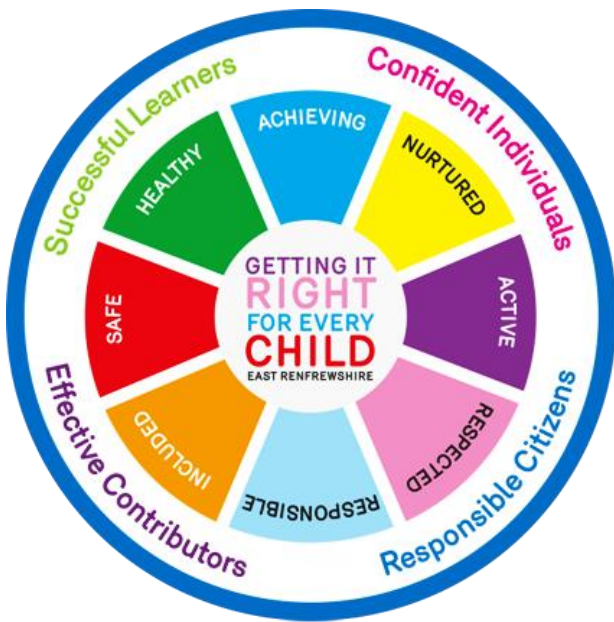 Successful Learners
Confident Individuals
Responsible Citizens
Effective Contributors
ACHIEVING
NURTURED
ACTIVE
RESPECTED
RESPONSIBLE
INCLUDED
SAFE
HEALTHY
GETTING IT
RIGHT
FOR EVERY
CHILD
EAST RENFREWSHIRE